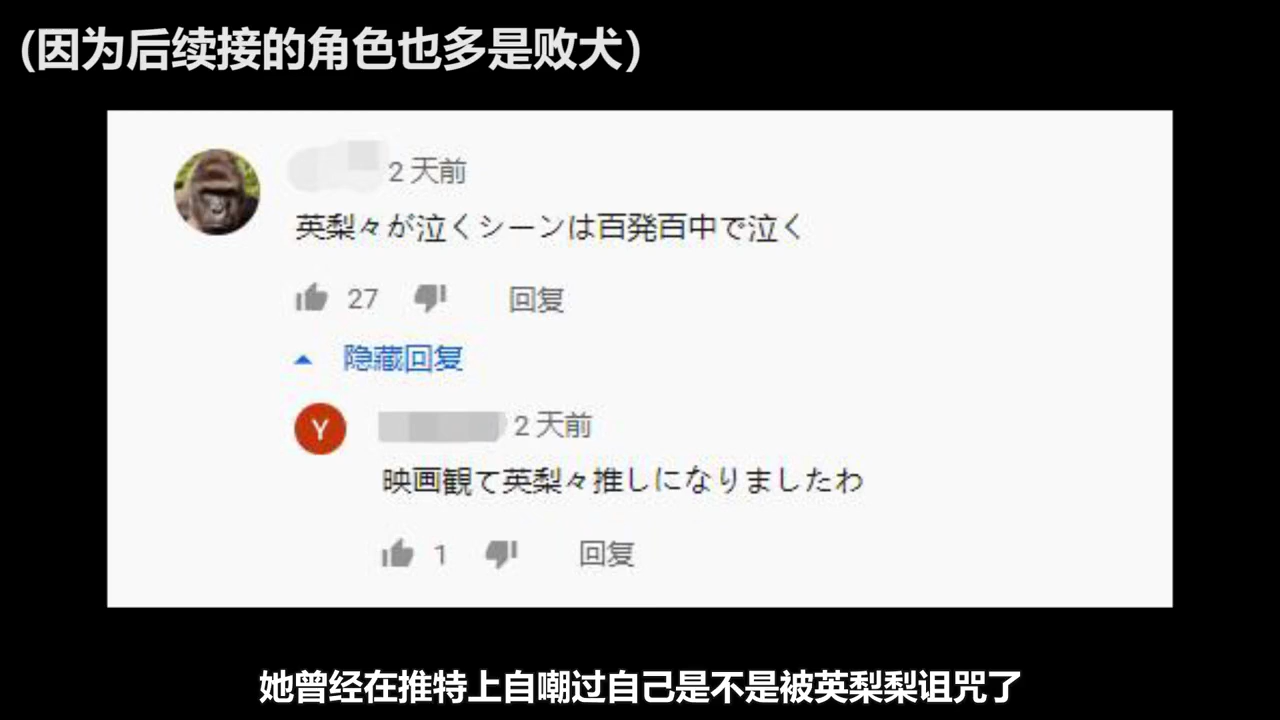 (因为后续接的角色也多是败犬)
2 天前
英梨々が泣くシーンは百発百中で泣く
27 回复
隐藏回复
Y
2 天前
映画観て英梨々推しになりましたわ
1 回复
她曾经在推特上自嘲过自己是不是被英梨梨诅咒了